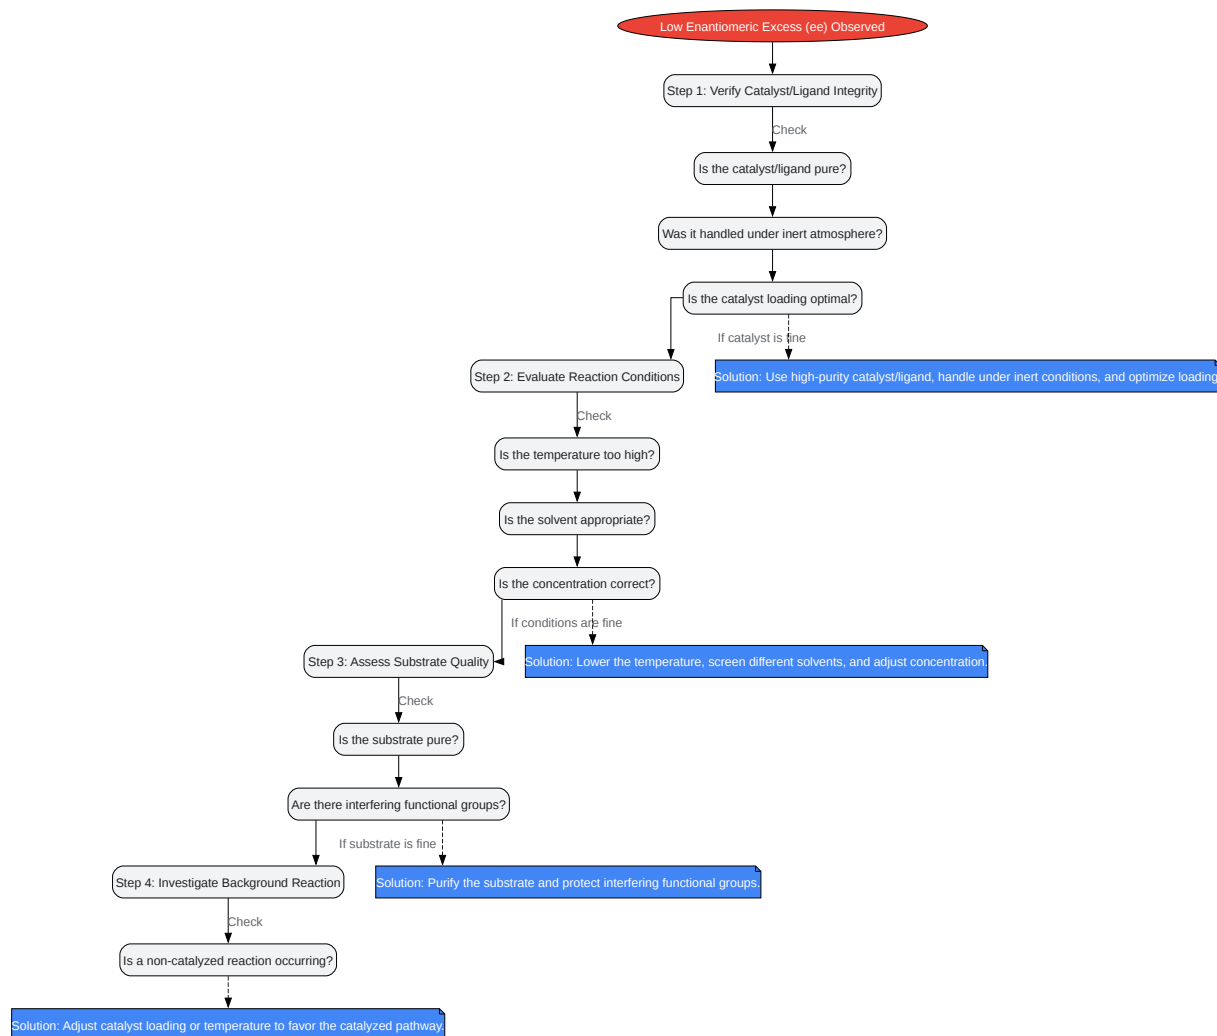 Low Enantiomeric Excess (ee) Observed
Step 1: Verify Catalyst/Ligand Integrity
Check
Is the catalyst/ligand pure?
Was it handled under inert atmosphere?
Is the catalyst loading optimal?
If catalyst is fine
Step 2: Evaluate Reaction Conditions
Solution: Use high-purity catalyst/ligand, handle under inert conditions, and optimize loading
Check
Is the temperature too high?
Is the solvent appropriate?
Is the concentration correct?
If conditions are fine
Step 3: Assess Substrate Quality
Solution: Lower the temperature, screen different solvents, and adjust concentration.
Check
Is the substrate pure?
Are there interfering functional groups?
If substrate is fine
Step 4: Investigate Background Reaction
Solution: Purify the substrate and protect interfering functional groups.
Check
Is a non-catalyzed reaction occurring?
Solution: Adjust catalyst loading or temperature to favor the catalyzed pathway.